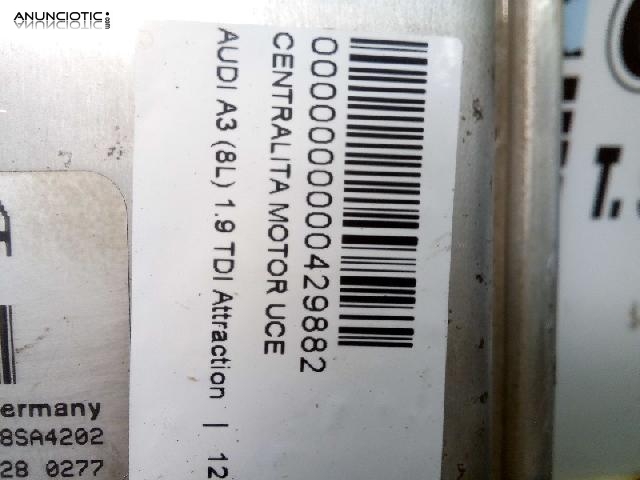 ANUNCIOTIC.com
000000000000429882
CENTRALITA MOTOR UCE
AUDI A3 (8L) 1.9 TDI Attraction | 12
A
ermany
8SA4202
28 0277
T.